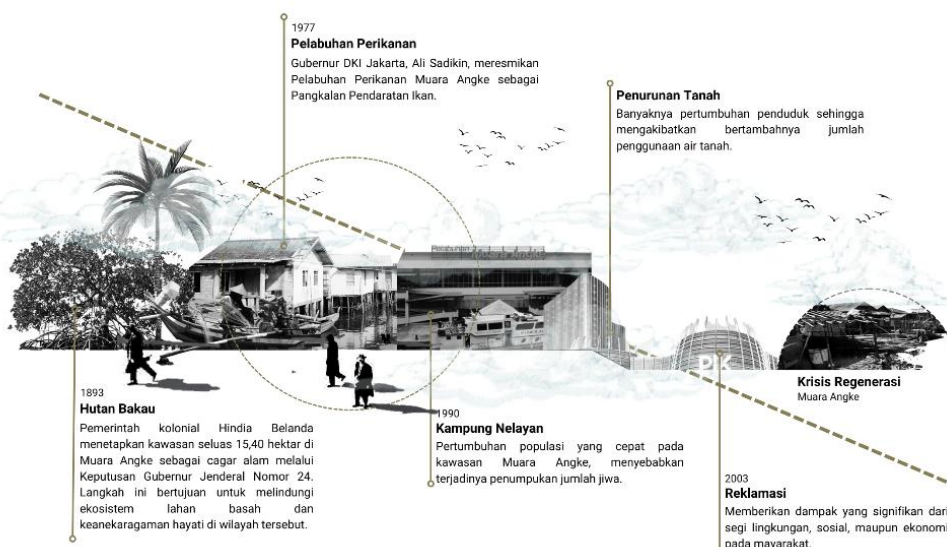 1977
Pelabuhan Perikanan
Gubernur DKI Jakarta, Ali Sadikin, meresmikan
Pelabuhan Perikanan Muara Angke sebagai
Pangkalan Pendaratan Ikan.
Penurunan Tanah
Banyaknya pertumbuhan penduduk sehingga
mengakibatkan bertambahnya jumlah
penggunaan air tanah.
Pelabuhan
Muara Angke
PIK
Krisis Regenerasi
Muara Angke
1893
Hutan Bakau
Pemerintah kolonial Hindia Belanda
menetapkan kawasan seluas 15,40 hektar di
Muara Angke sebagai cagar alam melalui
Keputusan Gubernur Jenderal Nomor 24.
Langkah ini bertujuan untuk melindungi
ekosistem lahan basah dan
keanekaragaman hayati di wilayah tersebut.
1990
Kampung Nelayan
Pertumbuhan populasi yang cepat pada
kawasan Muara Angke, menyebabkan
terjadinya penumpukan jumlah jiwa.
2003
Reklamasi
Memberikan dampak yang signifikan dari
segi lingkungan, sosial, maupun ekonomi
pada mayarakat.